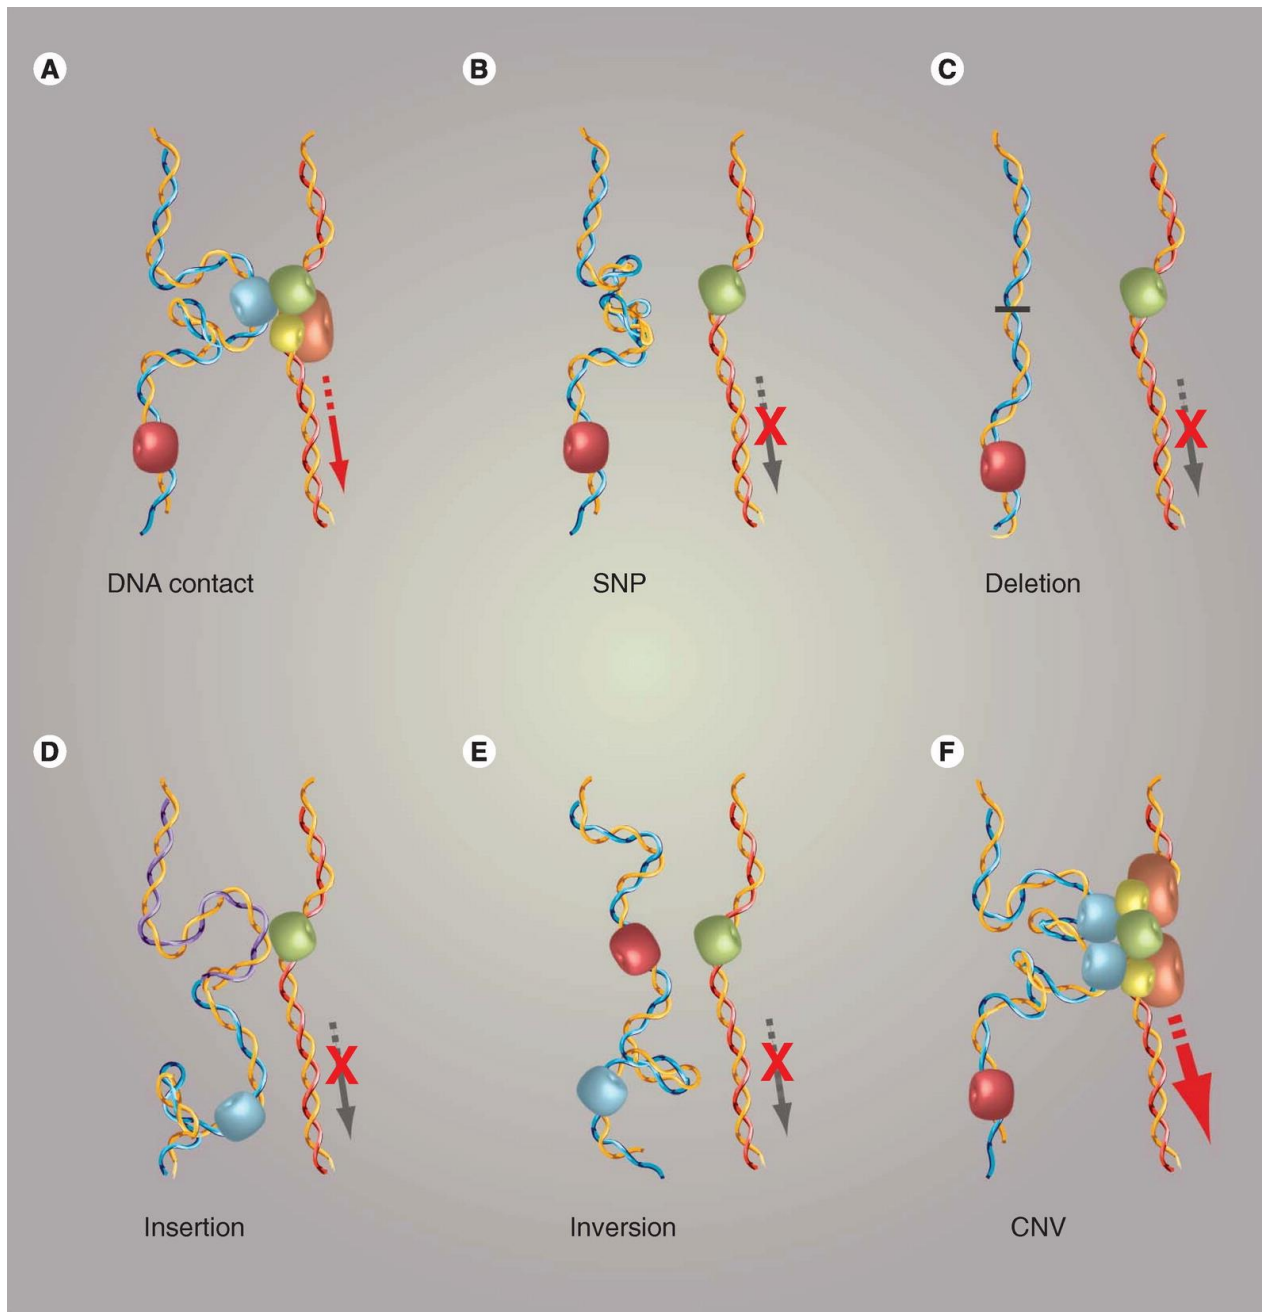 A
B
C
X
X
DNA contact
SNP
Deletion
D
E
F
X
X
Insertion
Inversion
CNV